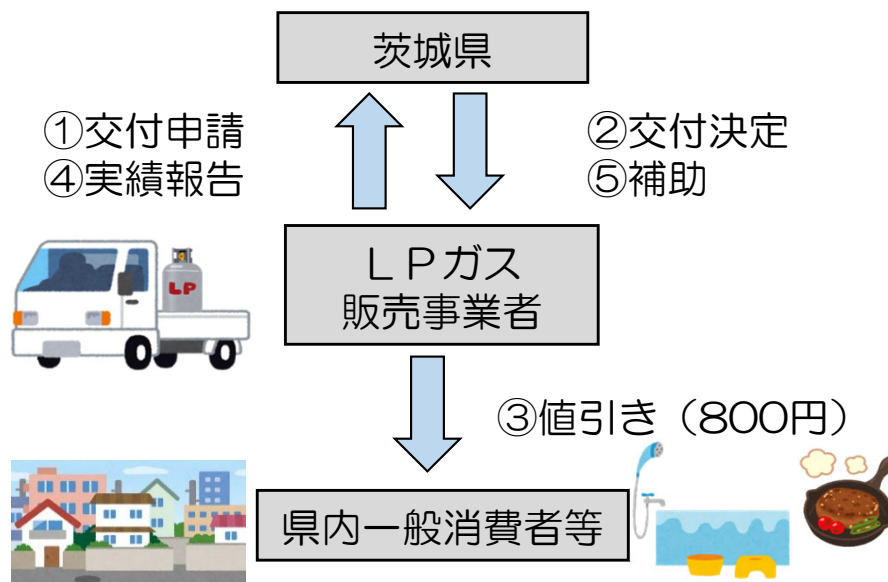 茨城県
①交付申請
④実績報告
②交付決定
⑤補助
LP
ＬＰガス
販売事業者
③値引き（800円）
県内一般消費者等